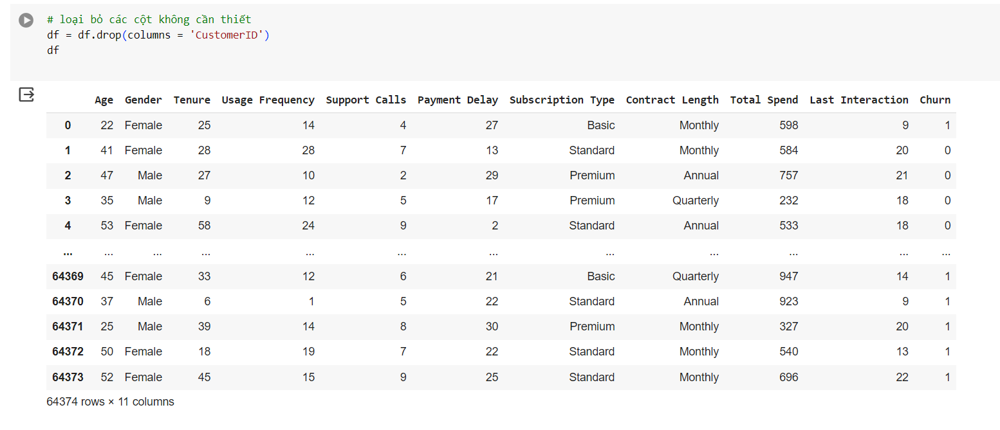 # loại bỏ các cột không cần thiết
df = df.drop(columns = 'CustomerID')
df
Age Gender Tenure Usage Frequency Support Calls Payment Delay Subscription Type Contract Length Total Spend Last Interaction Churn
0 22 Female 25 14 4 27 Basic Monthly 598 9 1
1 41 Female 28 28 7 13 Standard Monthly 584 20 0
2 47 Male 27 10 2 29 Premium Annual 757 21 0
3 35 Male 9 12 5 17 Premium Quarterly 232 18 0
4 53 Female 58 24 9 2 Standard Annual 533 18 0
... ... ... ... ... ... ... ... ... ... ... ...
64369 45 Female 33 12 6 21 Basic Quarterly 947 14 1
64370 37 Male 6 1 5 22 Standard Annual 923 9 1
64371 25 Male 39 14 8 30 Premium Monthly 327 20 1
64372 50 Female 18 19 7 22 Standard Monthly 540 13 1
64373 52 Female 45 15 9 25 Standard Monthly 696 22 1
64374 rows × 11 columns